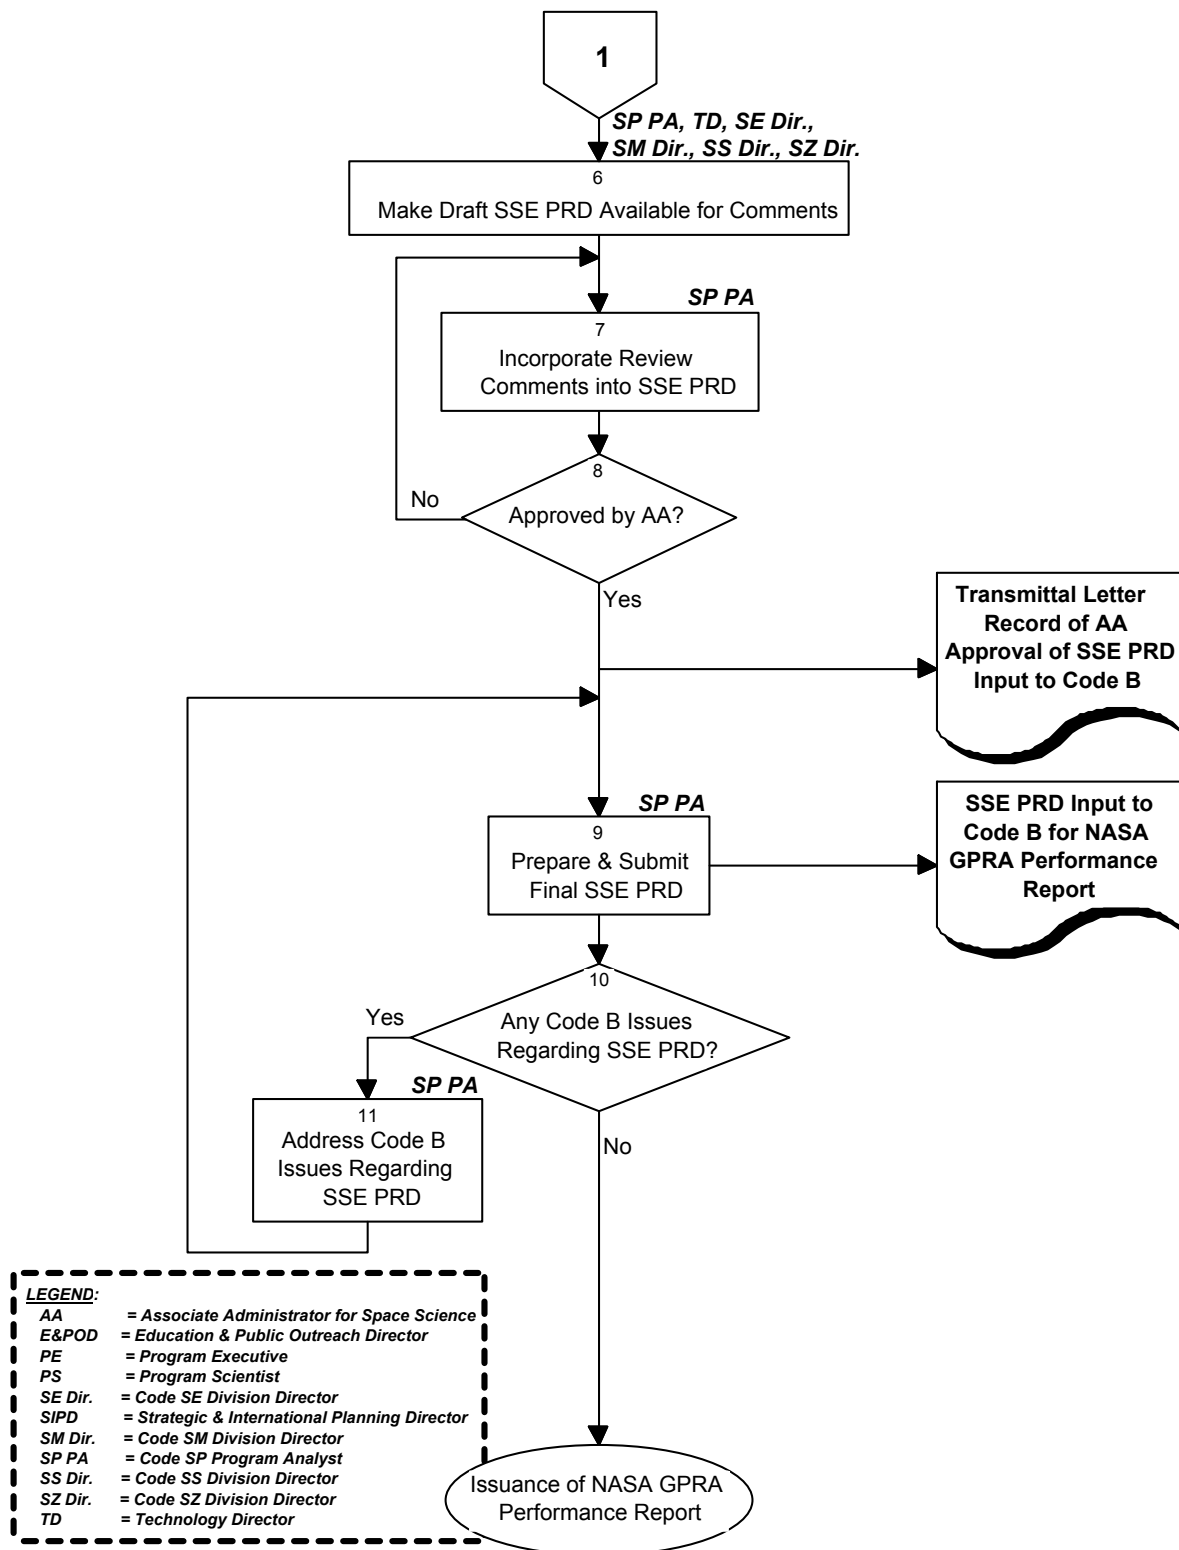 1
SP PA, TD, SE Dir.,
SM Dir., SS Dir., SZ Dir.
6
Make Draft SSE PRD Available for Comments
SP PA
7
Incorporate Review
Comments into SSE PRD
8
No
Approved by AA?
Yes
Transmittal Letter
Record of AA
Approval of SSE PRD
Input to Code B
SP PA
9
Prepare & Submit
Final SSE PRD
SSE PRD Input to
Code B for NASA
GPRA Performance
Report
10
Yes
Any Code B Issues
Regarding SSE PRD?
SP PA
11
Address Code B
Issues Regarding
SSE PRD
No
LEGEND:
AA = Associate Administrator for Space Science
E&POD = Education & Public Outreach Director
PE = Program Executive
PS = Program Scientist
SE Dir. = Code SE Division Director
SIPD = Strategic & International Planning Director
SM Dir. = Code SM Division Director
SP PA = Code SP Program Analyst
SS Dir. = Code SS Division Director
SZ Dir. = Code SZ Division Director
TD = Technology Director
Issuance of NASA GPRA
Performance Report